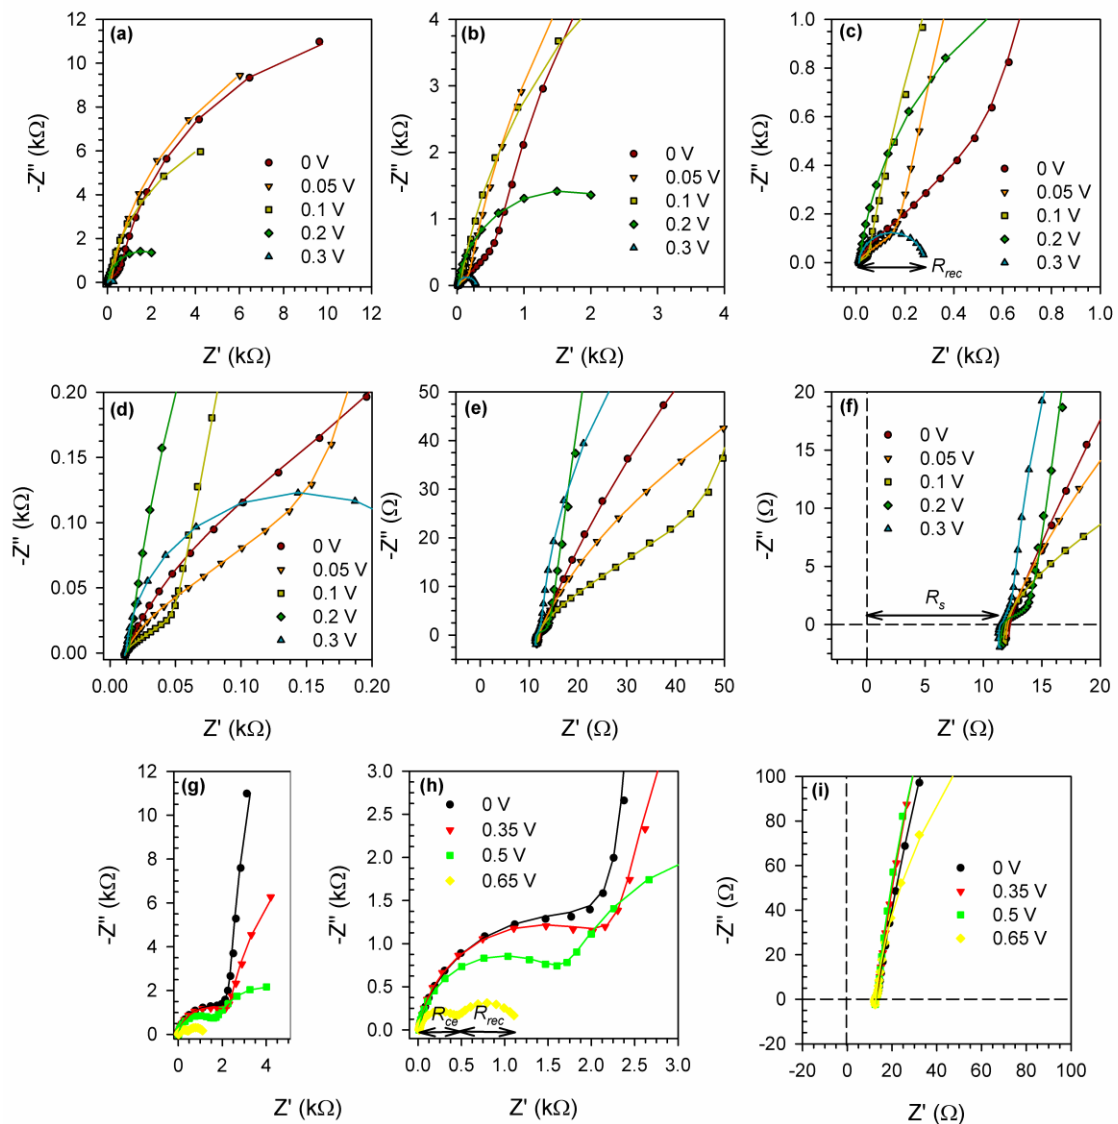 (a)
12
10
8
6
4
2
0
-Z'' (kΩ)
0 V
0.05 V
0.1 V
0.2 V
0.3 V
0 2 4 6 8 10 12
Z' (kΩ)
(b)
4
3
2
1
0
-Z'' (kΩ)
0 V
0.05 V
0.1 V
0.2 V
0.3 V
0 1 2 3 4
Z' (kΩ)
(c)
1.0
0.8
0.6
0.4
0.2
0.0
-Z'' (kΩ)
0 V
0.05 V
0.1 V
0.2 V
0.3 V
Rrec
0.0 0.2 0.4 0.6 0.8 1.0
Z' (kΩ)
(d)
0.20
0.15
0.10
0.05
0.00
-Z'' (kΩ)
0 V
0.05 V
0.1 V
0.2 V
0.3 V
0.00 0.05 0.10 0.15 0.20
Z' (kΩ)
(e)
50
40
30
20
10
0
-Z'' (Ω)
0 10 20 30 40 50
Z' (Ω)
(f)
20
15
10
5
0
-Z'' (Ω)
0 V
0.05 V
0.1 V
0.2 V
0.3 V
Rs
0 5 10 15 20
Z' (Ω)
(g)
12
10
8
6
4
2
0
-Z'' (kΩ)
0 2 4
Z' (kΩ)
(h)
3.0
2.5
2.0
1.5
1.0
0.5
0.0
-Z'' (kΩ)
0 V
0.35 V
0.5 V
0.65 V
Rce Rrec
0.0 0.5 1.0 1.5 2.0 2.5 3.0
Z' (kΩ)
(i)
100
80
60
40
20
0
-20
-Z'' (Ω)
0 V
0.35 V
0.5 V
0.65 V
-20 0 20 40 60 80 100
Z' (Ω)